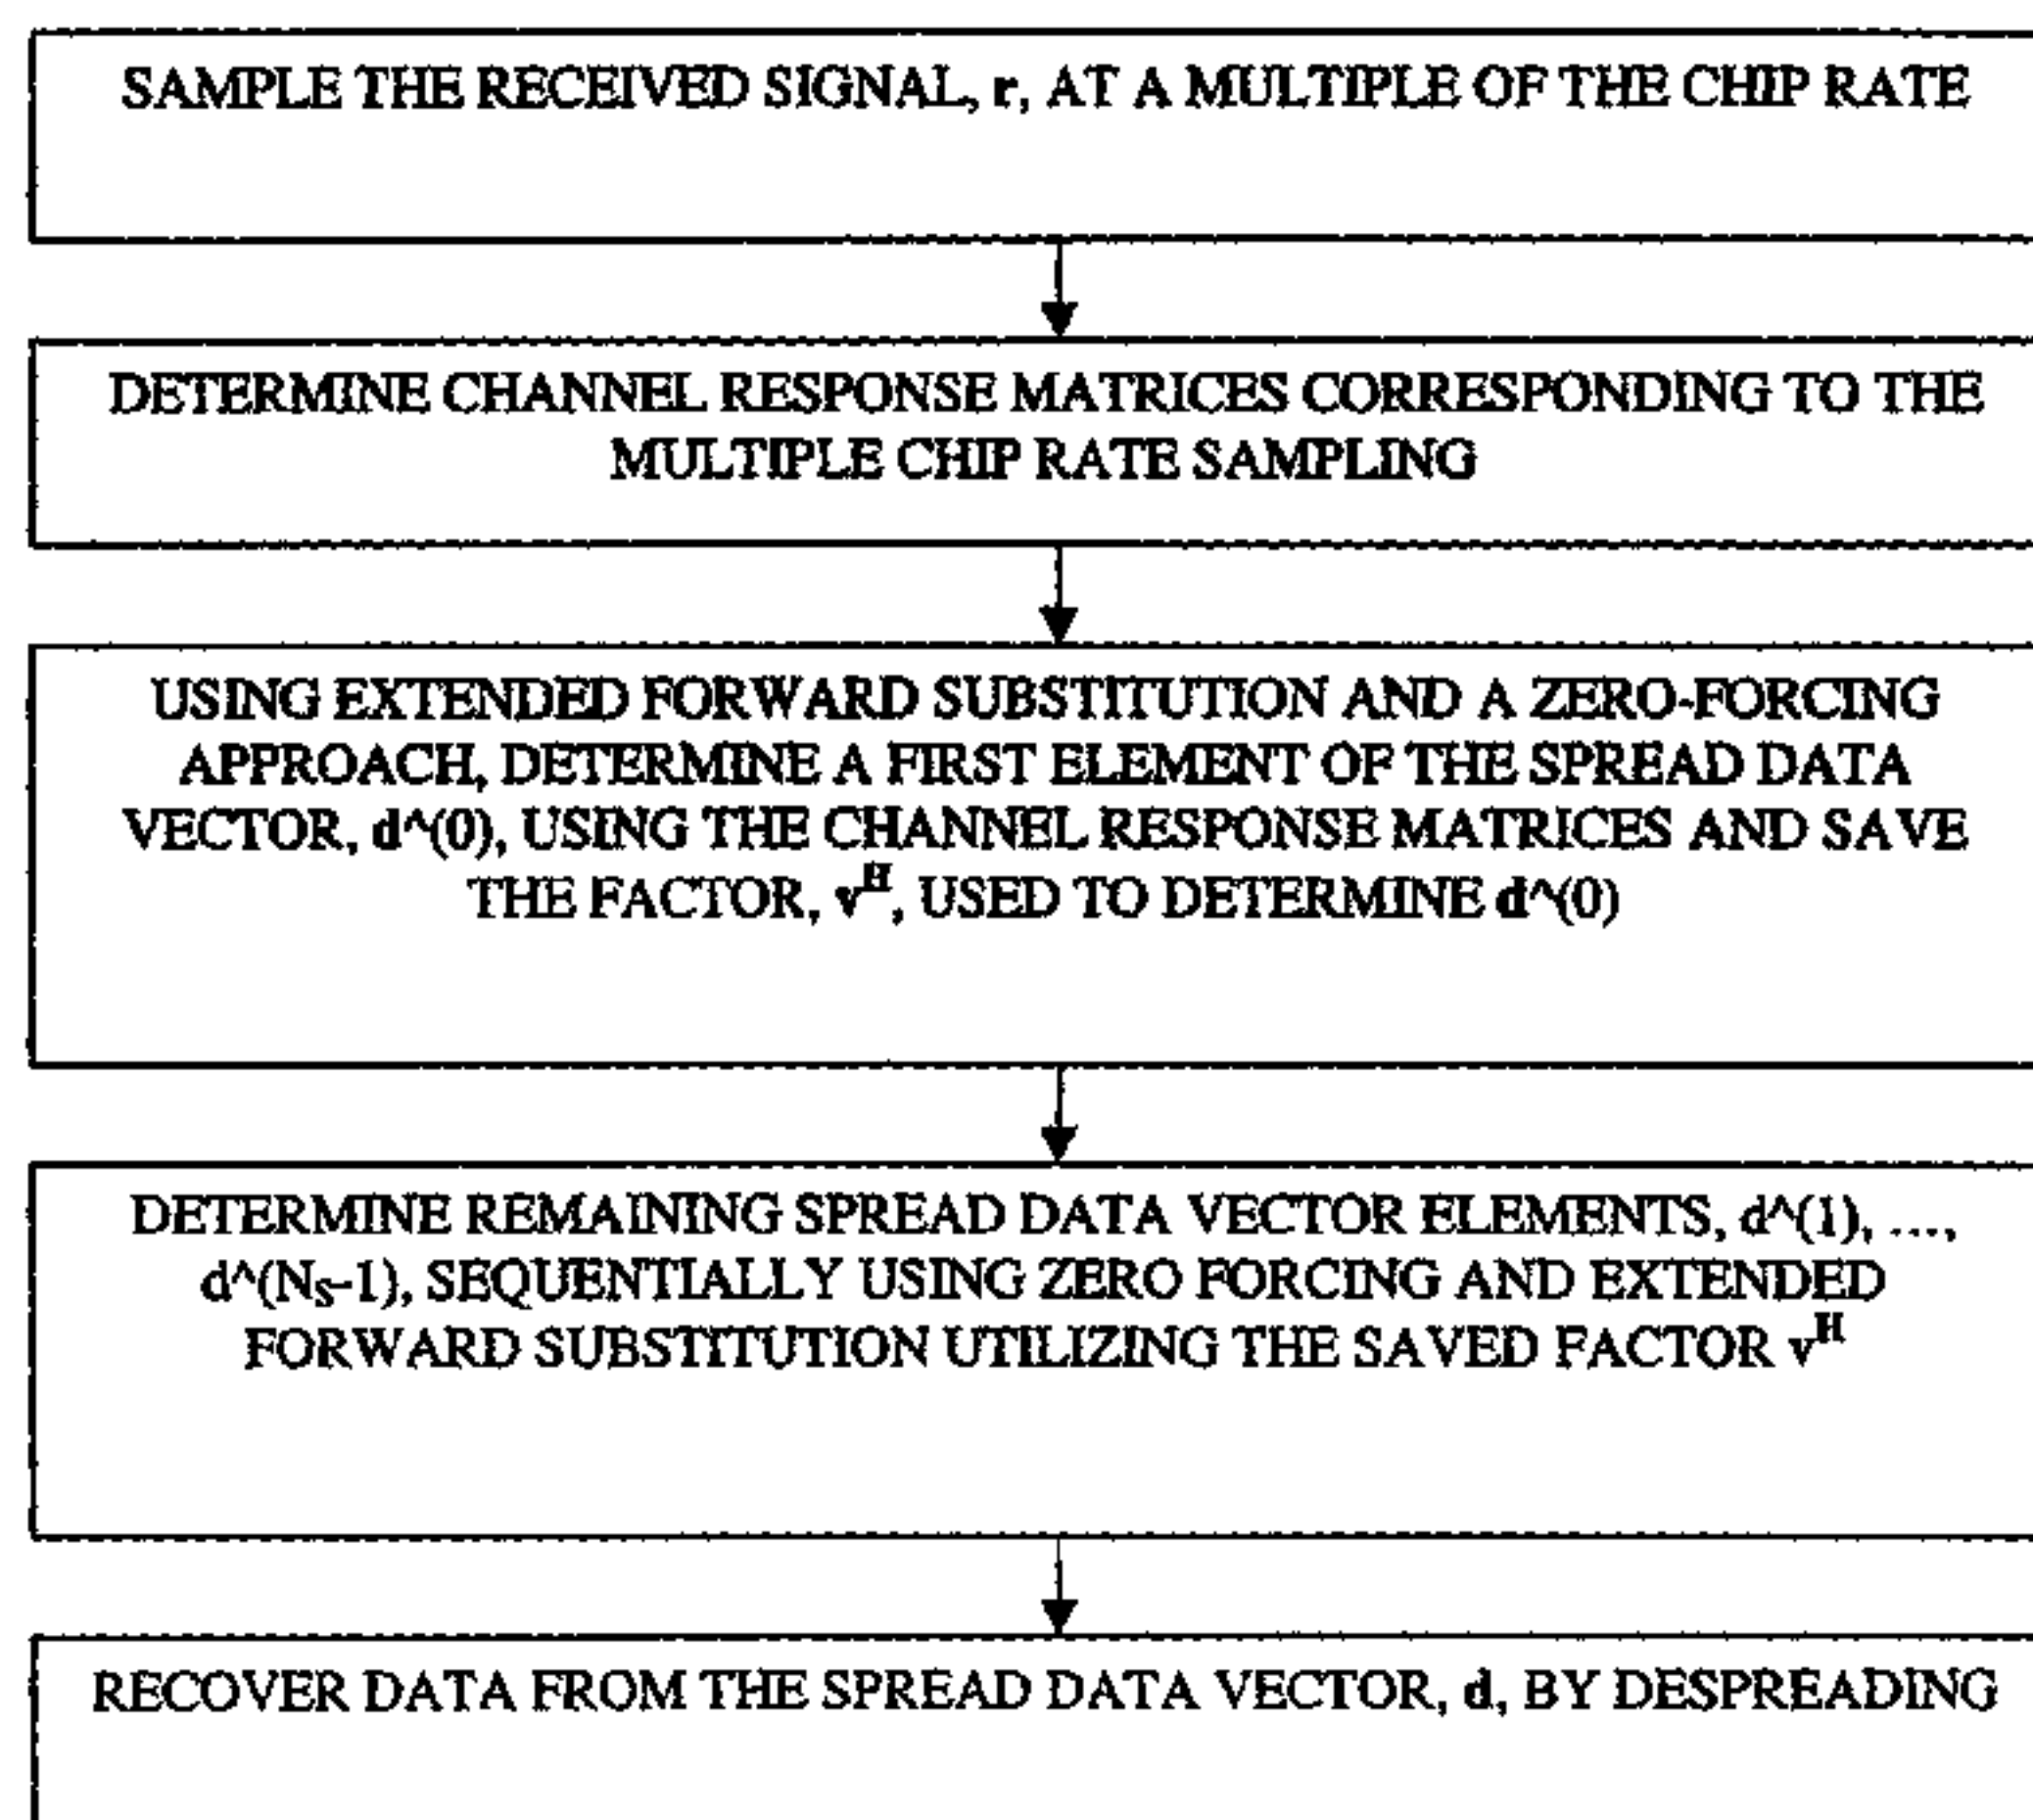 SAMPLE THE RECEIVED SIGNAL, r, AT A MULTIPLE OF THE CHIP RATE
DETERMINE CHANNEL RESPONSE MATRICES CORRESPONDING TO THE
MULTIPLE CHIP RATE SAMPLING
USING EXTENDED FORWARD SUBSTITUTION AND A ZERO-FORCING
APPROACH, DETERMINE A FIRST ELEMENT OF THE SPREAD DATA
VECTOR, d^(0), USING THE CHANNEL RESPONSE MATRICES AND SAVE
THE FACTOR, v^H, USED TO DETERMINE d^(0)
DETERMINE REMAINING SPREAD DATA VECTOR ELEMENTS, d^(1), ...,
d^(N_S-1), SEQUENTIALLY USING ZERO FORCING AND EXTENDED
FORWARD SUBSTITUTION UTILIZING THE SAVED FACTOR v^H
RECOVER DATA FROM THE SPREAD DATA VECTOR, d, BY DESPREADING